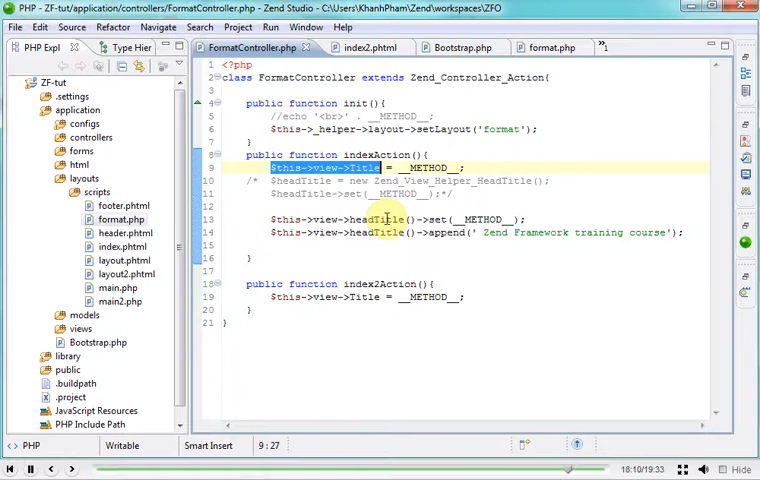 PHP - ZF-tut/application/controllers/FormatController.php - Zend Studio - C:\Users\KhanhPham\Zend\workspaces\ZFO
File Edit Source Refactor Navigate Search Project Run Window Help
PHP Expl Type Hier
FormatController.php index2.phtml Bootstrap.php format.php »1
ZF-tut
.settings
application
configs
controllers
forms
html
layouts
scripts
footer.phtml
format.php
header.phtml
index.phtml
layout.phtml
layout2.phtml
main.php
main2.php
models
views
Bootstrap.php
library
public
.buildpath
.project
JavaScript Resources
PHP Include Path
1 <?php
2 class FormatController extends Zend_Controller_Action{
3
4 public function init(){
5 //echo '<br>' . __METHOD__;
6 $this->_helper->layout->setLayout('format');
7 }
8 public function indexAction(){
9 $this->view->Title = __METHOD__;
10 /* $headTitle = new Zend_View_Helper_HeadTitle();
11 $headTitle->set(__METHOD__);*/
12
13 $this->view->headTitle()->set(__METHOD__);
14 $this->view->headTitle()->append(' Zend Framework training course');
15
16 }
17
18 public function index2Action(){
19 $this->view->Title = __METHOD__;
20 }
21 }
PHP Writable Smart Insert 9 : 27
18:10/19:33 Hide